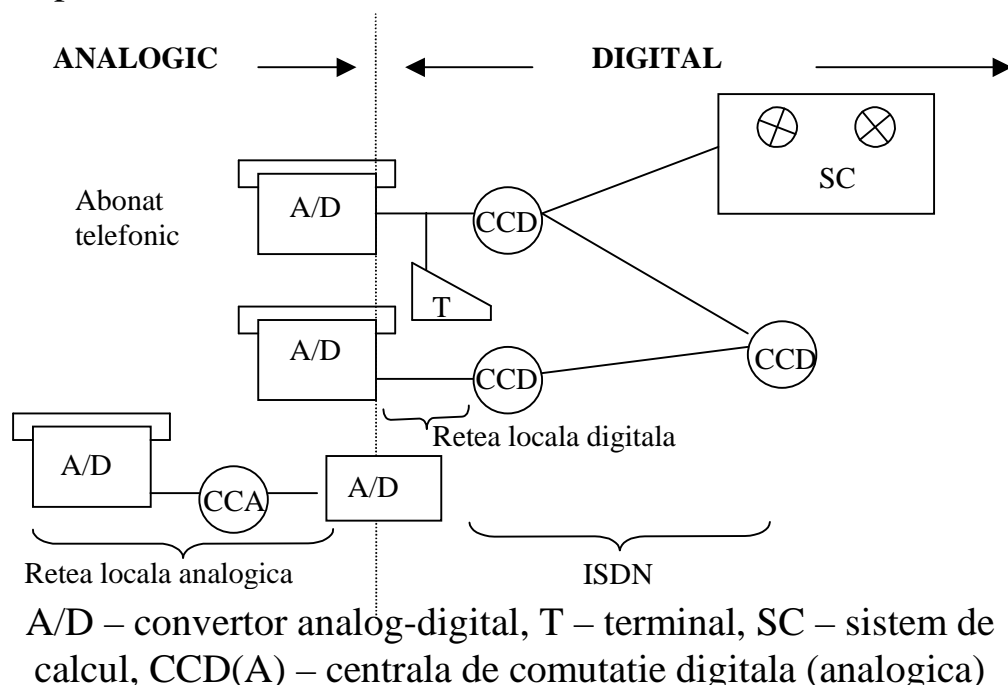 ANALOGIC DIGITAL
SC
Abonat
telefonic
A/D
CCD
T
A/D
CCD
CCD
Retea locala digitala
A/D
CCA
A/D
Retea locala analogica
ISDN
A/D – convertor analog-digital, T – terminal, SC – sistem de
calcul, CCD(A) – centrala de comutatie digitala (analogica)